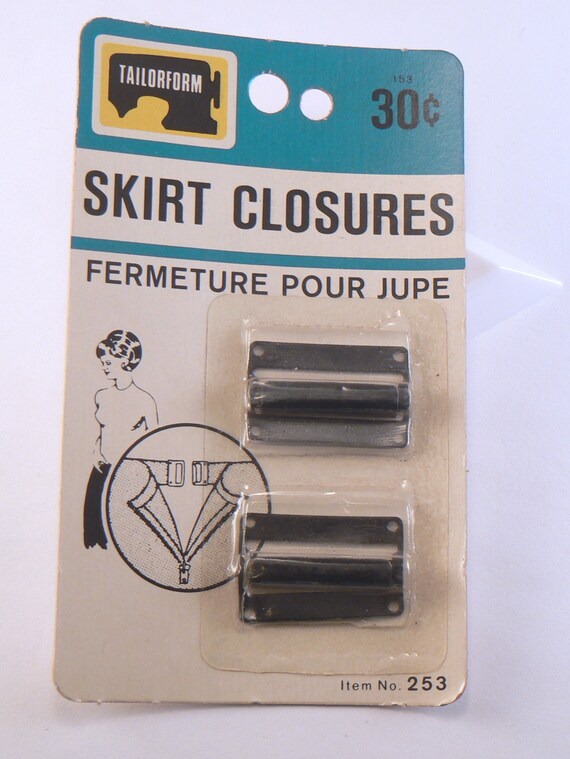 TAILORFORM
153
30¢
SKIRT CLOSURES
FERMETURE POUR JUPE
Item No. 253